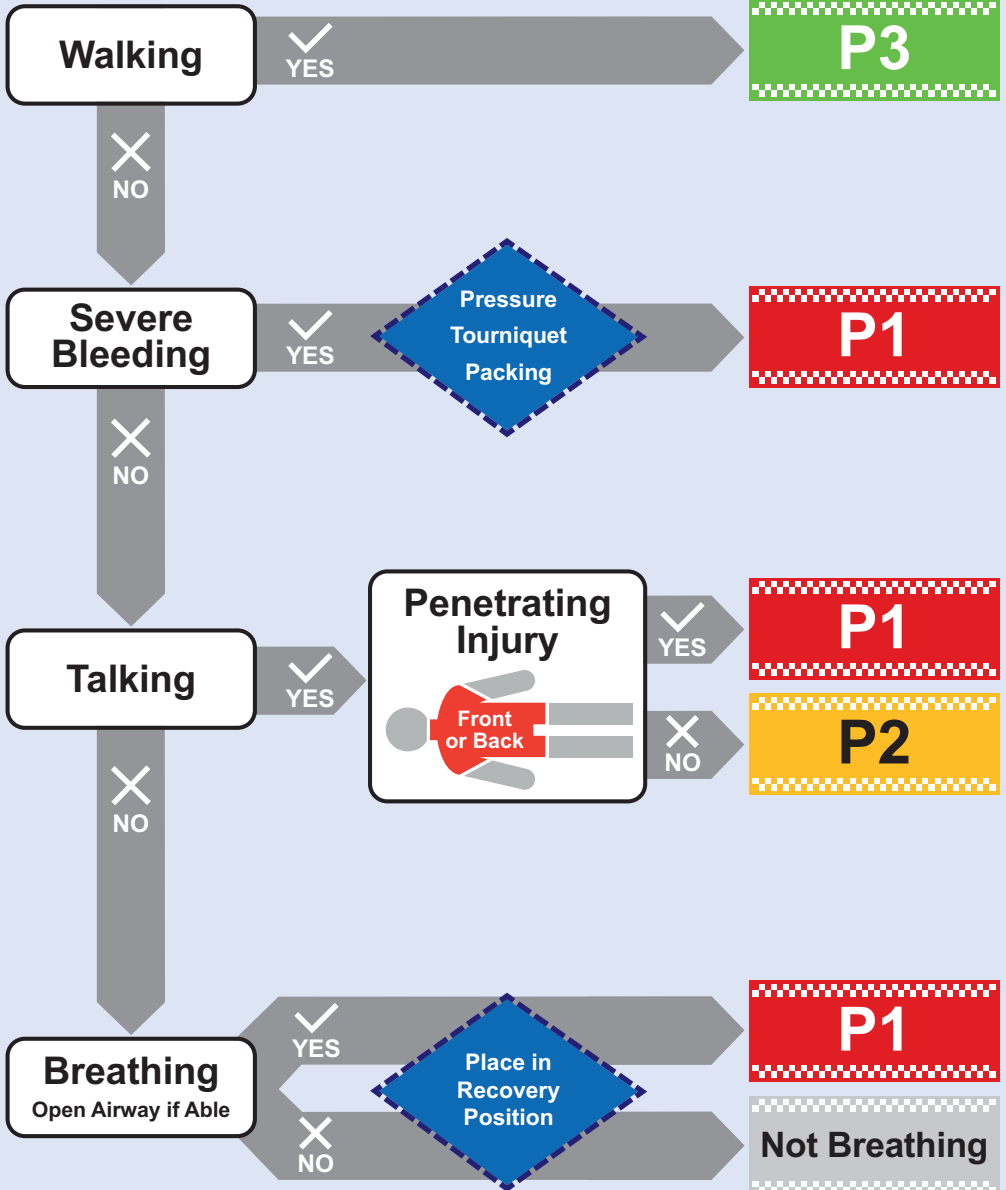 Walking
YES
P3
NO
Severe
Bleeding
YES
Pressure
Tourniquet
Packing
P1
NO
Talking
YES
Penetrating
Injury
Front
or Back
YES
P1
NO
P2
NO
Breathing
Open Airway if Able
YES
Place in
Recovery
Position
P1
NO
Not Breathing